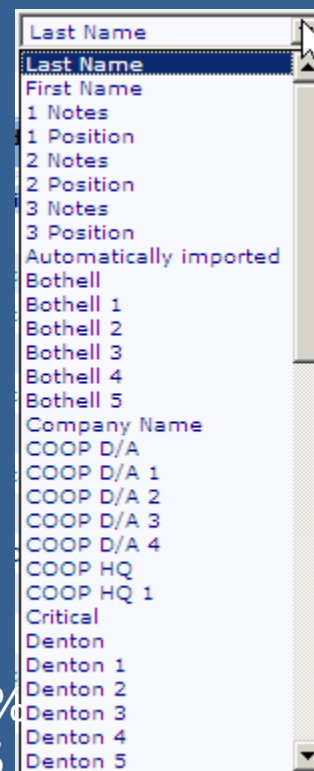 Last Name
Last Name
First Name
1 Notes
1 Position
2 Notes
2 Position
3 Notes
3 Position
Automatically imported
Bothell
Bothell 1
Bothell 2
Bothell 3
Bothell 4
Bothell 5
Company Name
COOP D/A
COOP D/A 1
COOP D/A 2
COOP D/A 3
COOP D/A 4
COOP HQ
COOP HQ 1
Critical
Denton
Denton 1
Denton 2
%
Denton 3
Denton 4
Denton 5